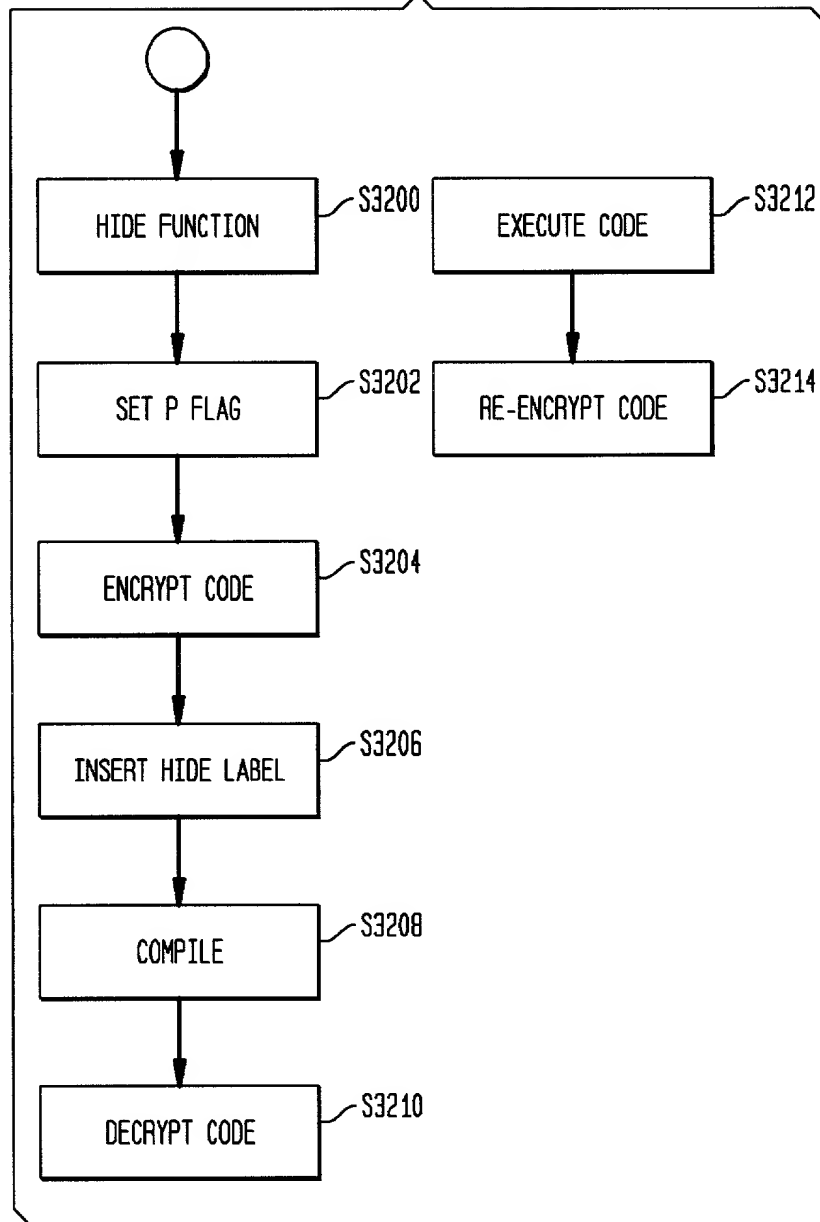 HIDE FUNCTION
S3200
SET P FLAG
S3202
ENCRYPT CODE
S3204
INSERT HIDE LABEL
S3206
COMPILE
S3208
DECRYPT CODE
S3210
EXECUTE CODE
S3212
RE-ENCRYPT CODE
S3214